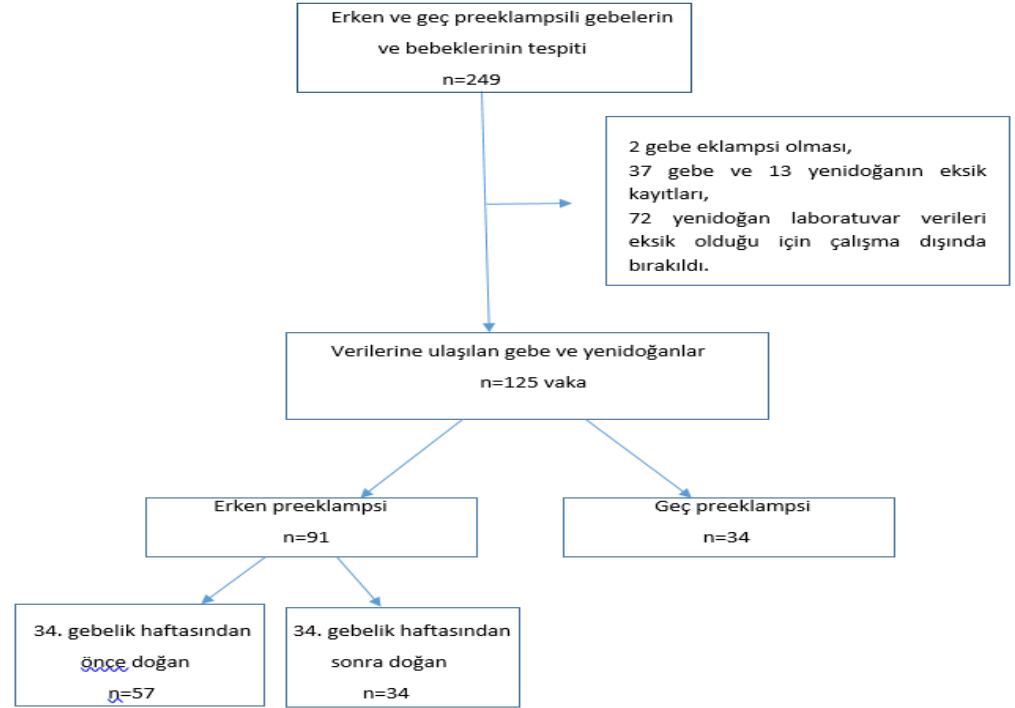 Erken ve geç preeklampsili gebelerin
ve bebeklerinin tespiti
n=249
2 gebe eklampsi olması,
37 gebe ve 13 yenidoğanın eksik
kayıtları,
72 yenidoğan laboratuvar verileri
eksik olduğu için çalışma dışında
bırakıldı.
Verilerine ulaşılan gebe ve yenidoğanlar
n=125 vaka
Erken preeklampsi
n=91
Geç preeklampsi
n=34
34. gebelik haftasından
önçe doğan
n=57
34. gebelik haftasından
sonra doğan
n=34